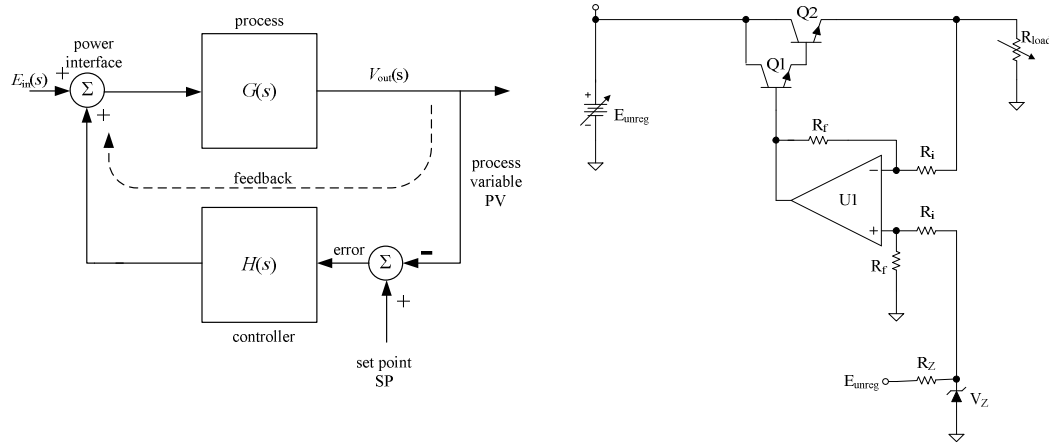 process
power
interface
E_in(s)
+
Σ
+
G(s)
V_out(s)
feedback
process
variable
PV
H(s)
error
Σ
−
+
controller
set point
SP
Q2
Q1
R_load
+
−
E_unreg
R_f
R_i
−
U1
+
R_i
R_f
E_unreg
R_Z
V_Z